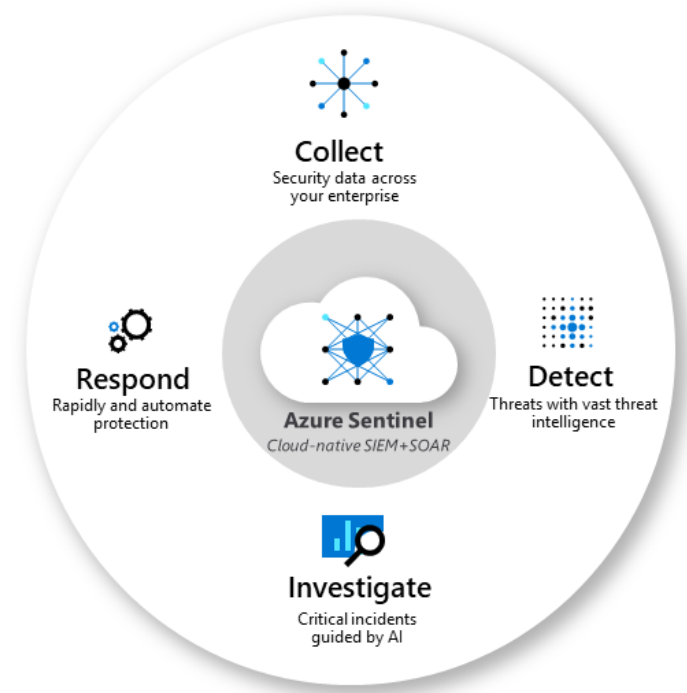 Collect
Security data across
your enterprise
Respond
Rapidly and automate
protection
Azure Sentinel
Cloud-native SIEM+SOAR
Detect
Threats with vast threat
intelligence
Investigate
Critical incidents
guided by AI